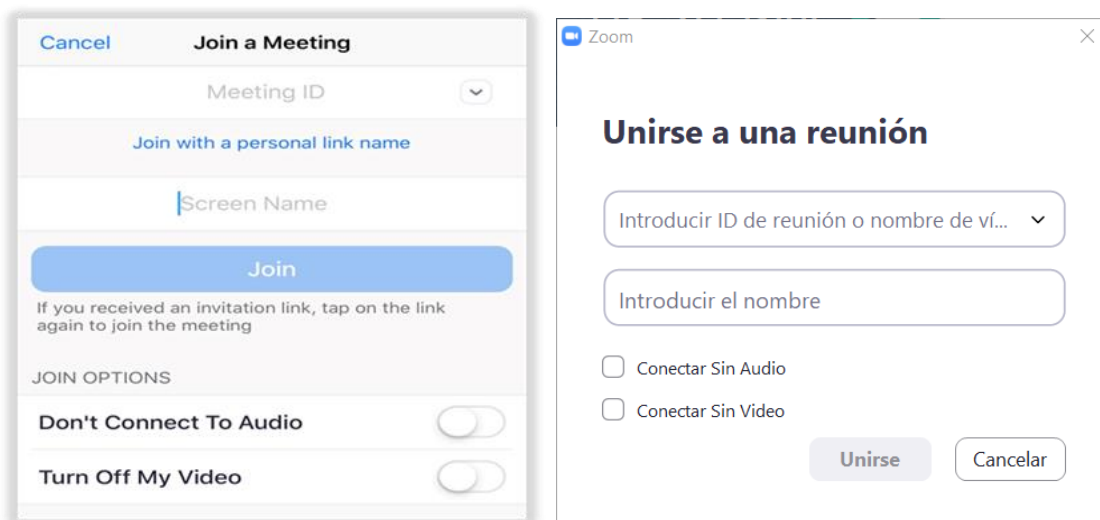 Cancel
Join a Meeting
Meeting ID
Join with a personal link name
Screen Name
Join
If you received an invitation link, tap on the link
again to join the meeting
JOIN OPTIONS
Don't Connect To Audio
Turn Off My Video
Zoom
Unirse a una reunión
Introducir ID de reunión o nombre de ví...
Introducir el nombre
Conectar Sin Audio
Conectar Sin Video
Unirse
Cancelar